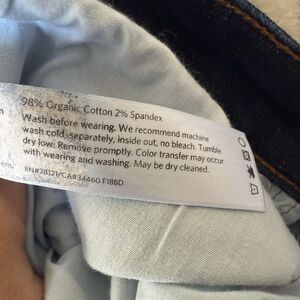 98% Organic Cotton 2% Spandex
Wash before wearing. We recommend machine
wash cold, separately, inside out, no bleach. Tumble
dry low. Remove promptly. Color transfer may occur
with wearing and washing. May be dry cleaned.
RN#78121/CA#34460 F18BD